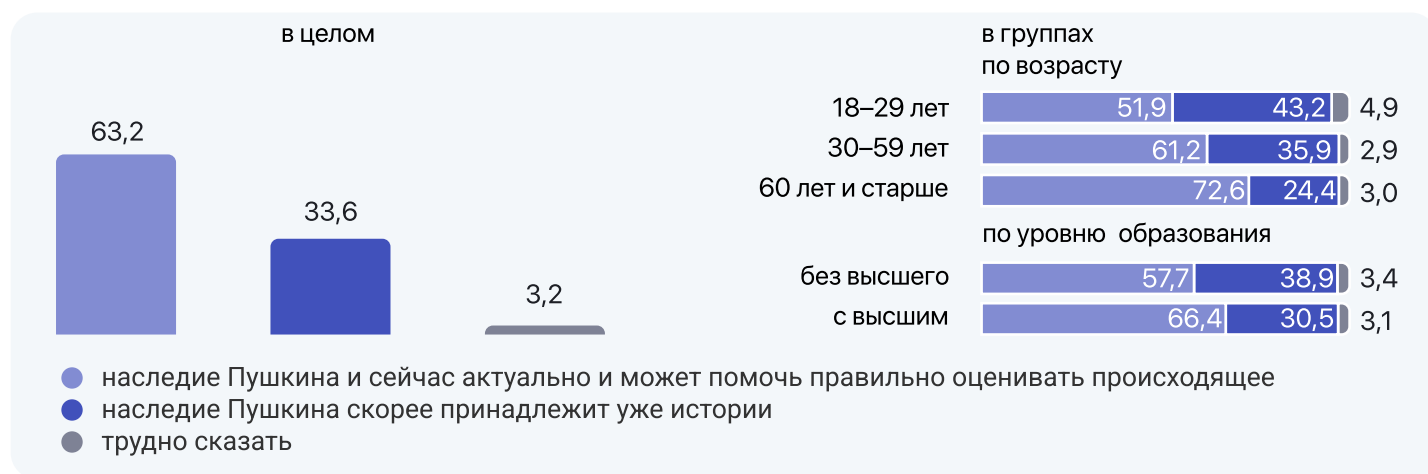 в целом
63,2
33,6
3,2
в группах
по возрасту
18–29 лет 51,9 43,2 4,9
30–59 лет 61,2 35,9 2,9
60 лет и старше 72,6 24,4 3,0
по уровню образования
без высшего 57,7 38,9 3,4
с высшим 66,4 30,5 3,1
наследие Пушкина и сейчас актуально и может помочь правильно оценивать происходящее
наследие Пушкина скорее принадлежит уже истории
трудно сказать